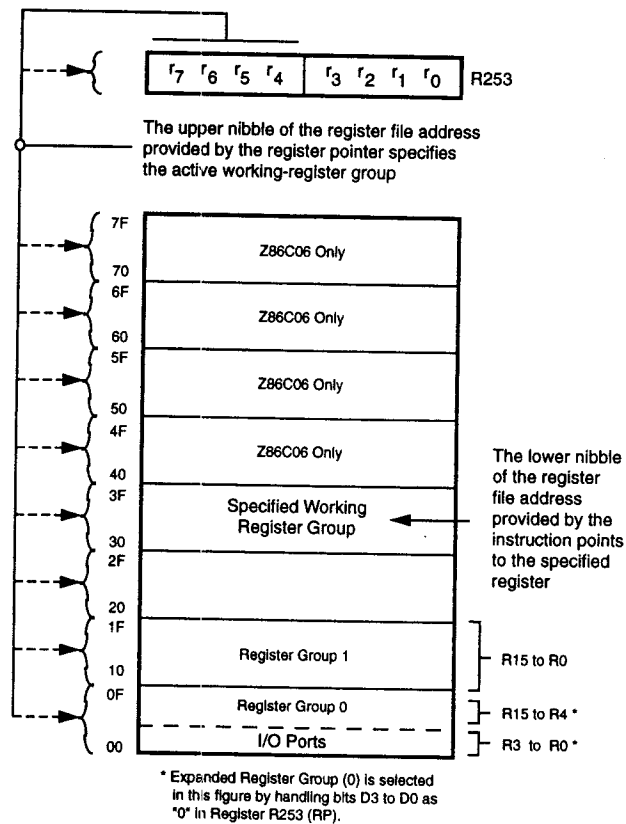 r7 r6 r5 r4 r3 r2 r1 r0 R253
The upper nibble of the register file address
provided by the register pointer specifies
the active working-register group
7F
Z86C06 Only
70
6F
Z86C06 Only
60
5F
Z86C06 Only
50
4F
Z86C06 Only
40
3F
Specified Working
Register Group
30
2F
20
1F
Register Group 1
R15 to R0
10
0F
Register Group 0
R15 to R4 *
I/O Ports
R3 to R0 *
00
The lower nibble
of the register
file address
provided by the
instruction points
to the specified
register
* Expanded Register Group (0) is selected
in this figure by handling bits D3 to D0 as
"0" in Register R253 (RP).